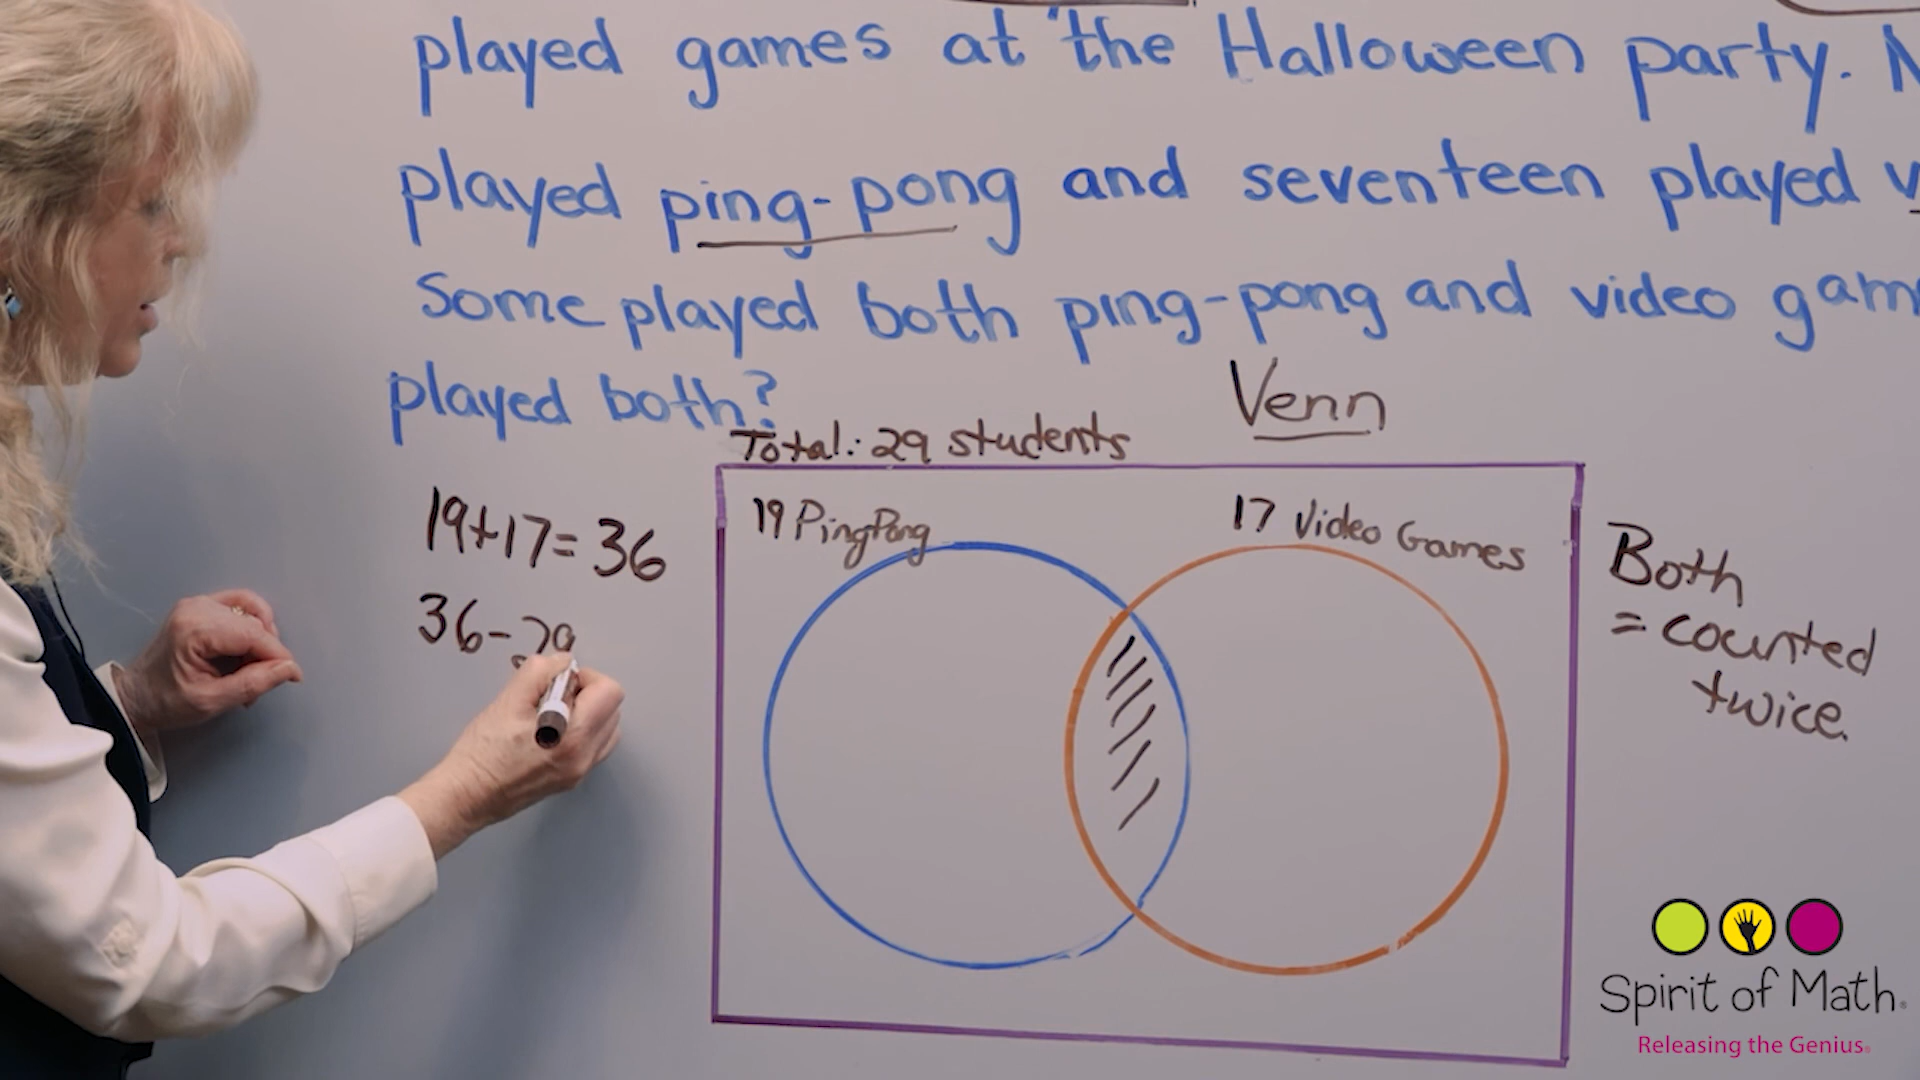 played games at the Halloween party.
played ping-pong and seventeen played
Some played both ping-pong and video
played both?
Venn
Total: 29 students
19 Ping Pong
17 Video Games
19+17=36
36-29
Both
= counted
twice.
Spirit of Math
Releasing the Genius